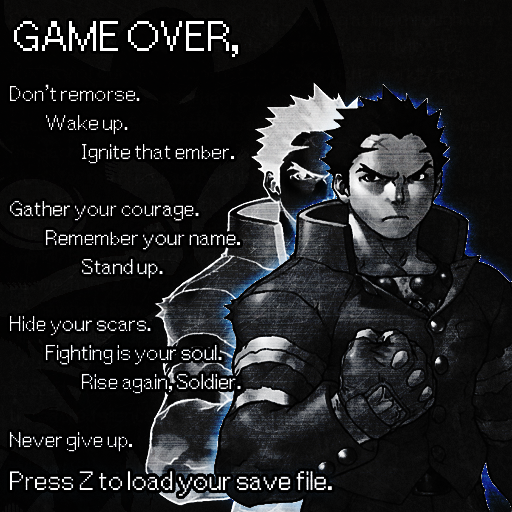 GAME OVER,
Don't remorse.
Wake up.
Ignite that ember.
Gather your courage.
Remember your name.
Stand up.
Hide your scars.
Fighting is your soul.
Rise again, Soldier.
Never give up.
Press Z to load your save file.